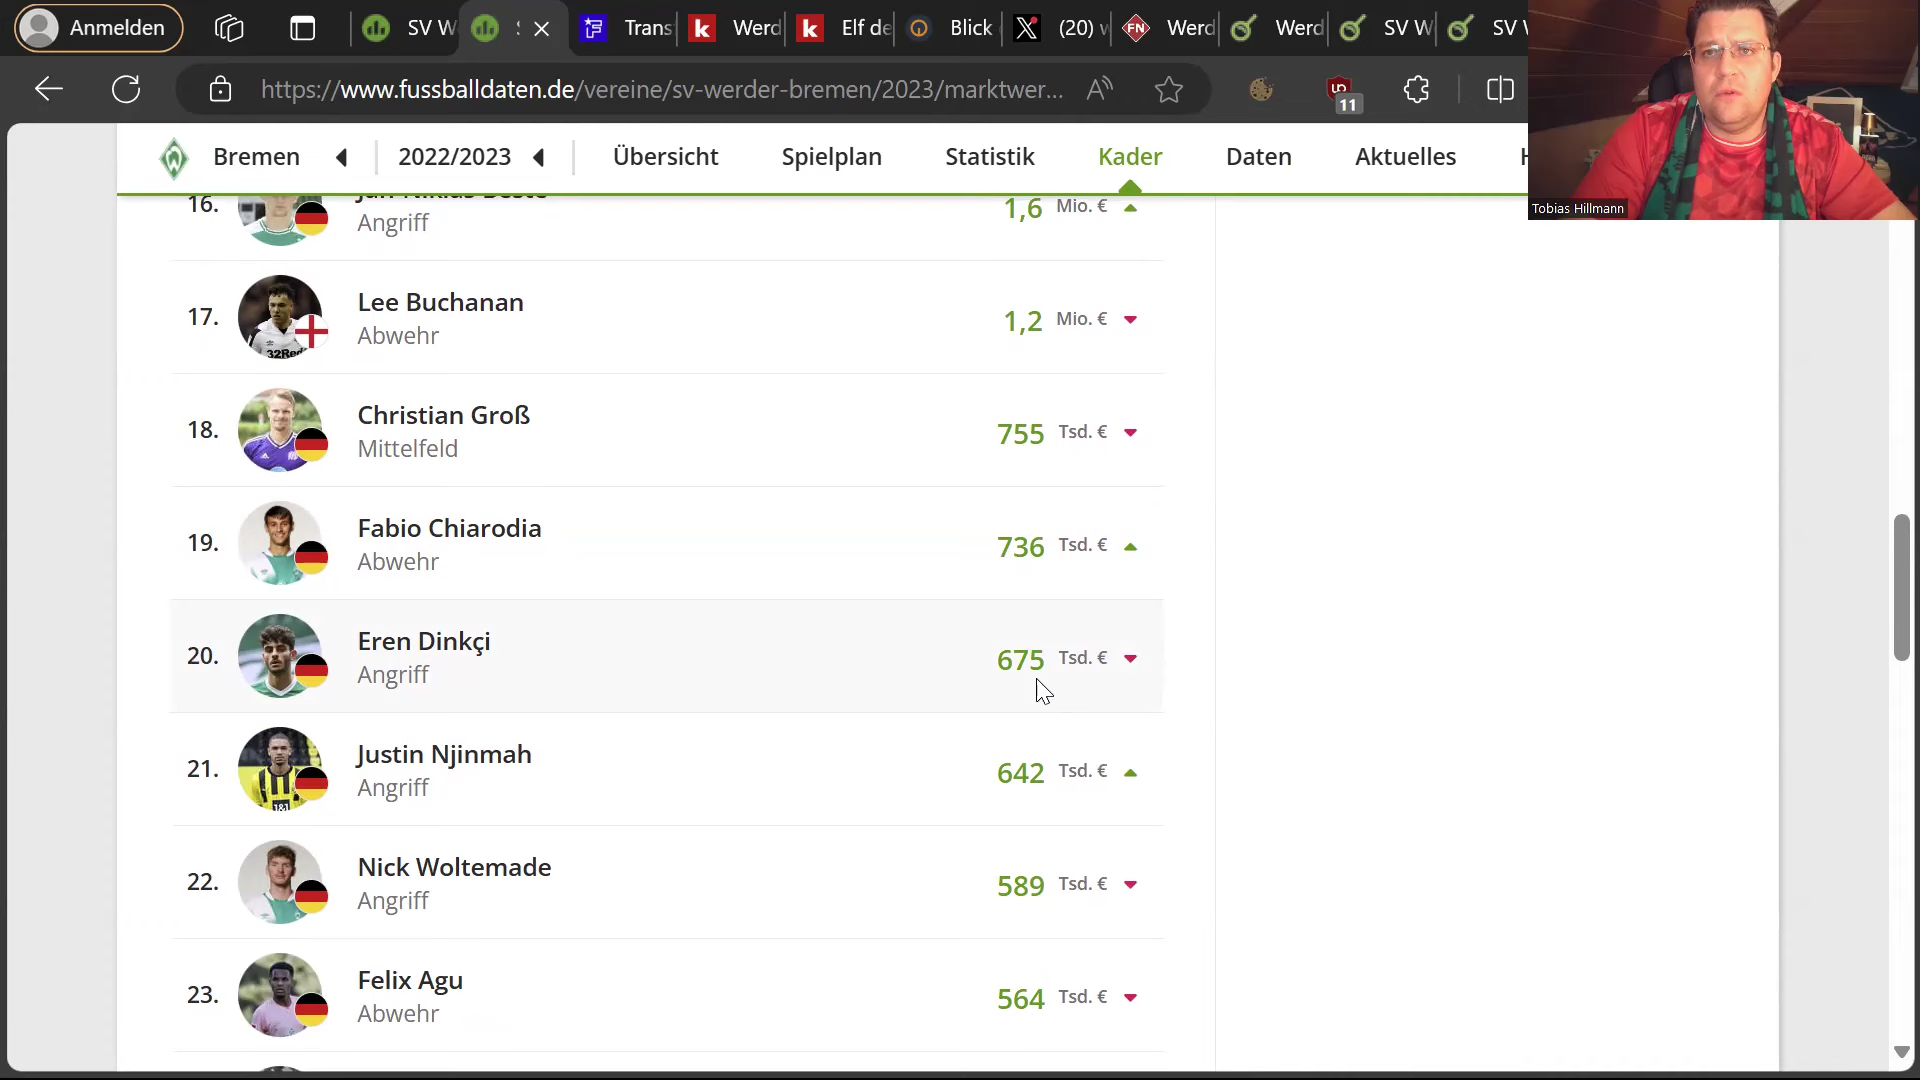 Anmelden
SV W
Trans
Werd
Elf de
Blick
(20) w
Werd
Werd
SV W
SV V
https://www.fussballdaten.de/vereine/sv-werder-bremen/2023/marktwer...
11
Bremen
2022/2023
Übersicht
Spielplan
Statistik
Kader
Daten
Aktuelles
Tobias Hillmann
16.
Angriff
1,6 Mio. €
17.
Lee Buchanan
Abwehr
1,2 Mio. €
18.
Christian Groß
Mittelfeld
755 Tsd. €
19.
Fabio Chiarodia
Abwehr
736 Tsd. €
20.
Eren Dinkçi
Angriff
675 Tsd. €
21.
Justin Njinmah
Angriff
642 Tsd. €
22.
Nick Woltemade
Angriff
589 Tsd. €
23.
Felix Agu
Abwehr
564 Tsd. €